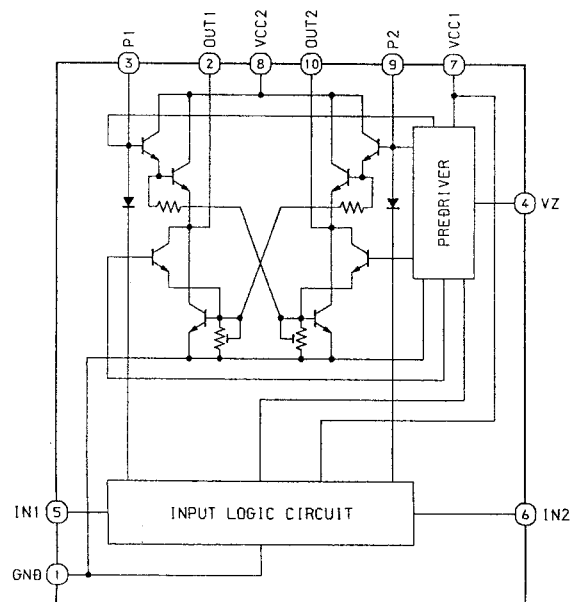 P1
OUT1
VCC2
OUT2
P2
VCC1
3
2
8
10
9
7
PREDRIVER
4 VZ
INPUT LOGIC CIRCUIT
IN1 5
6 IN2
GND 1